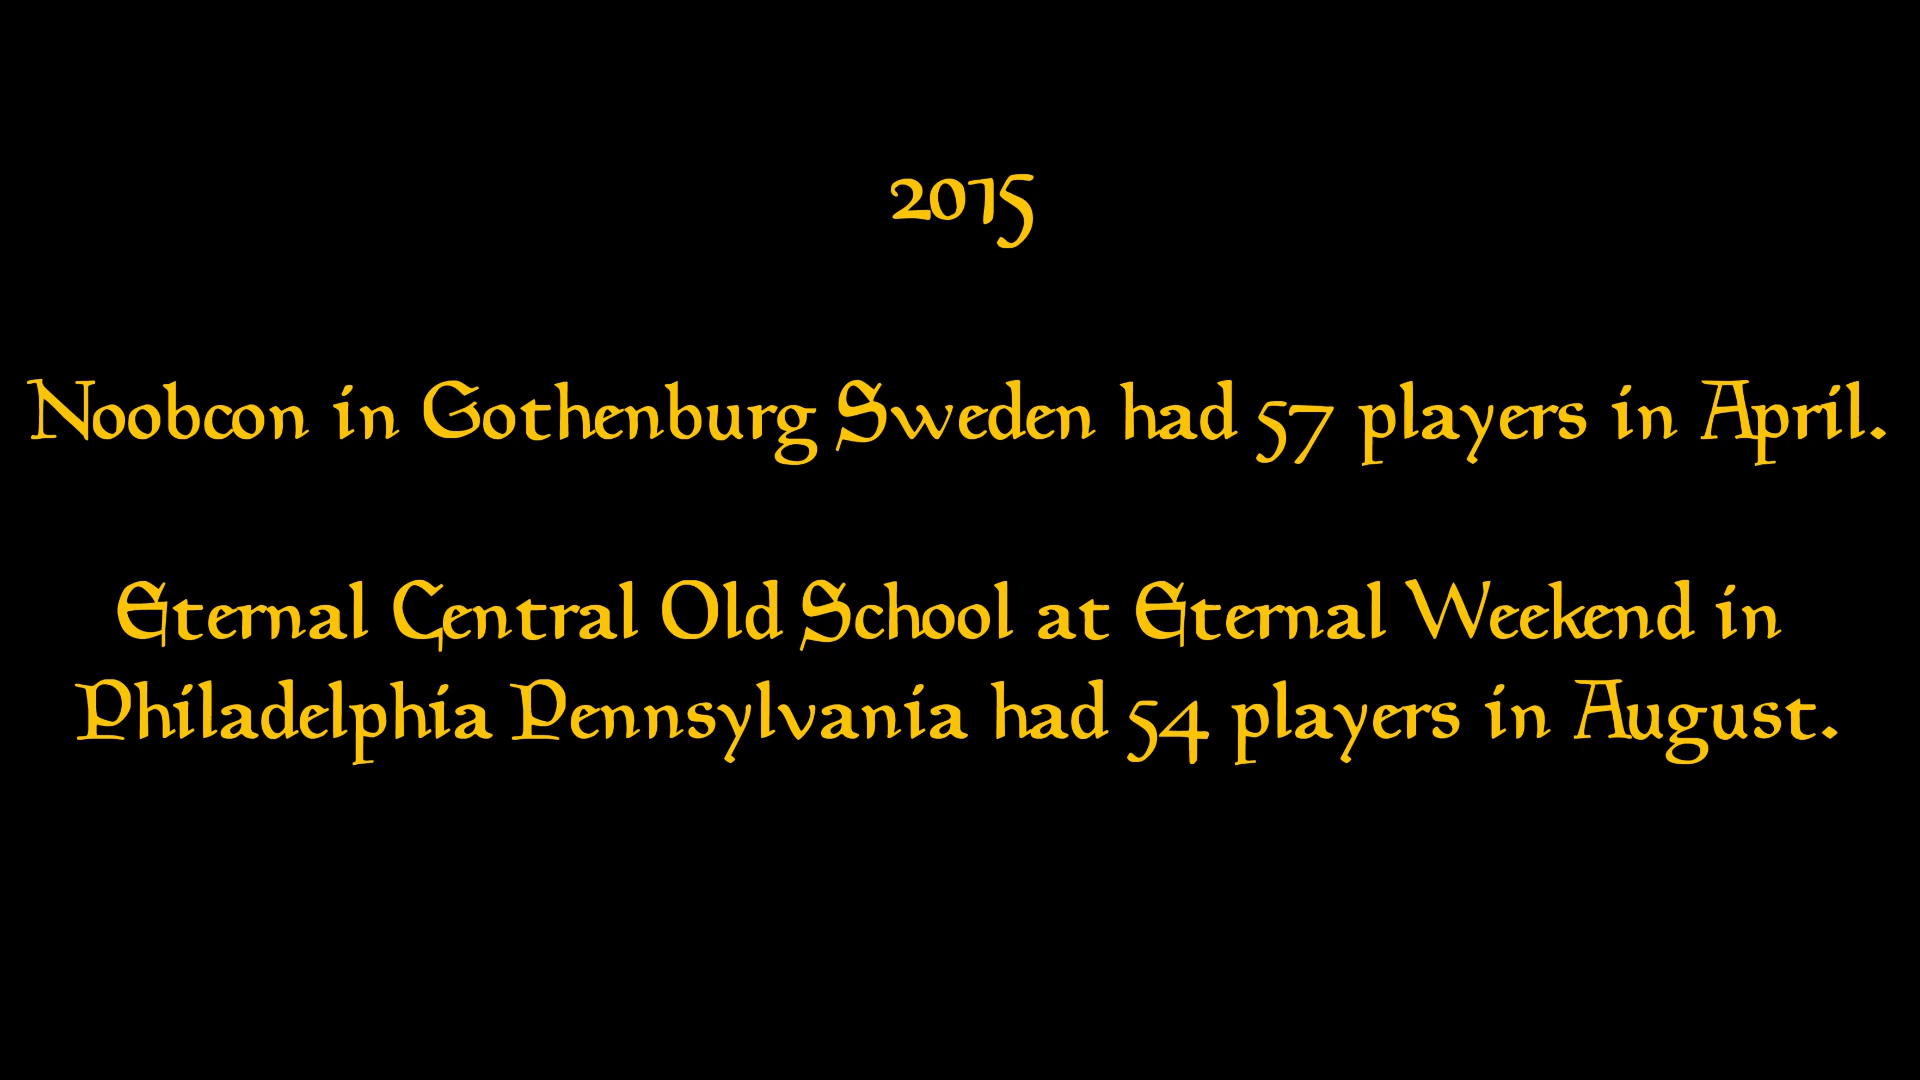 2015
Noobcon in Gothenburg Sweden had 57 players in April.
Eternal Central Old School at Eternal Weekend in
Philadelphia Pennsylvania had 54 players in August.